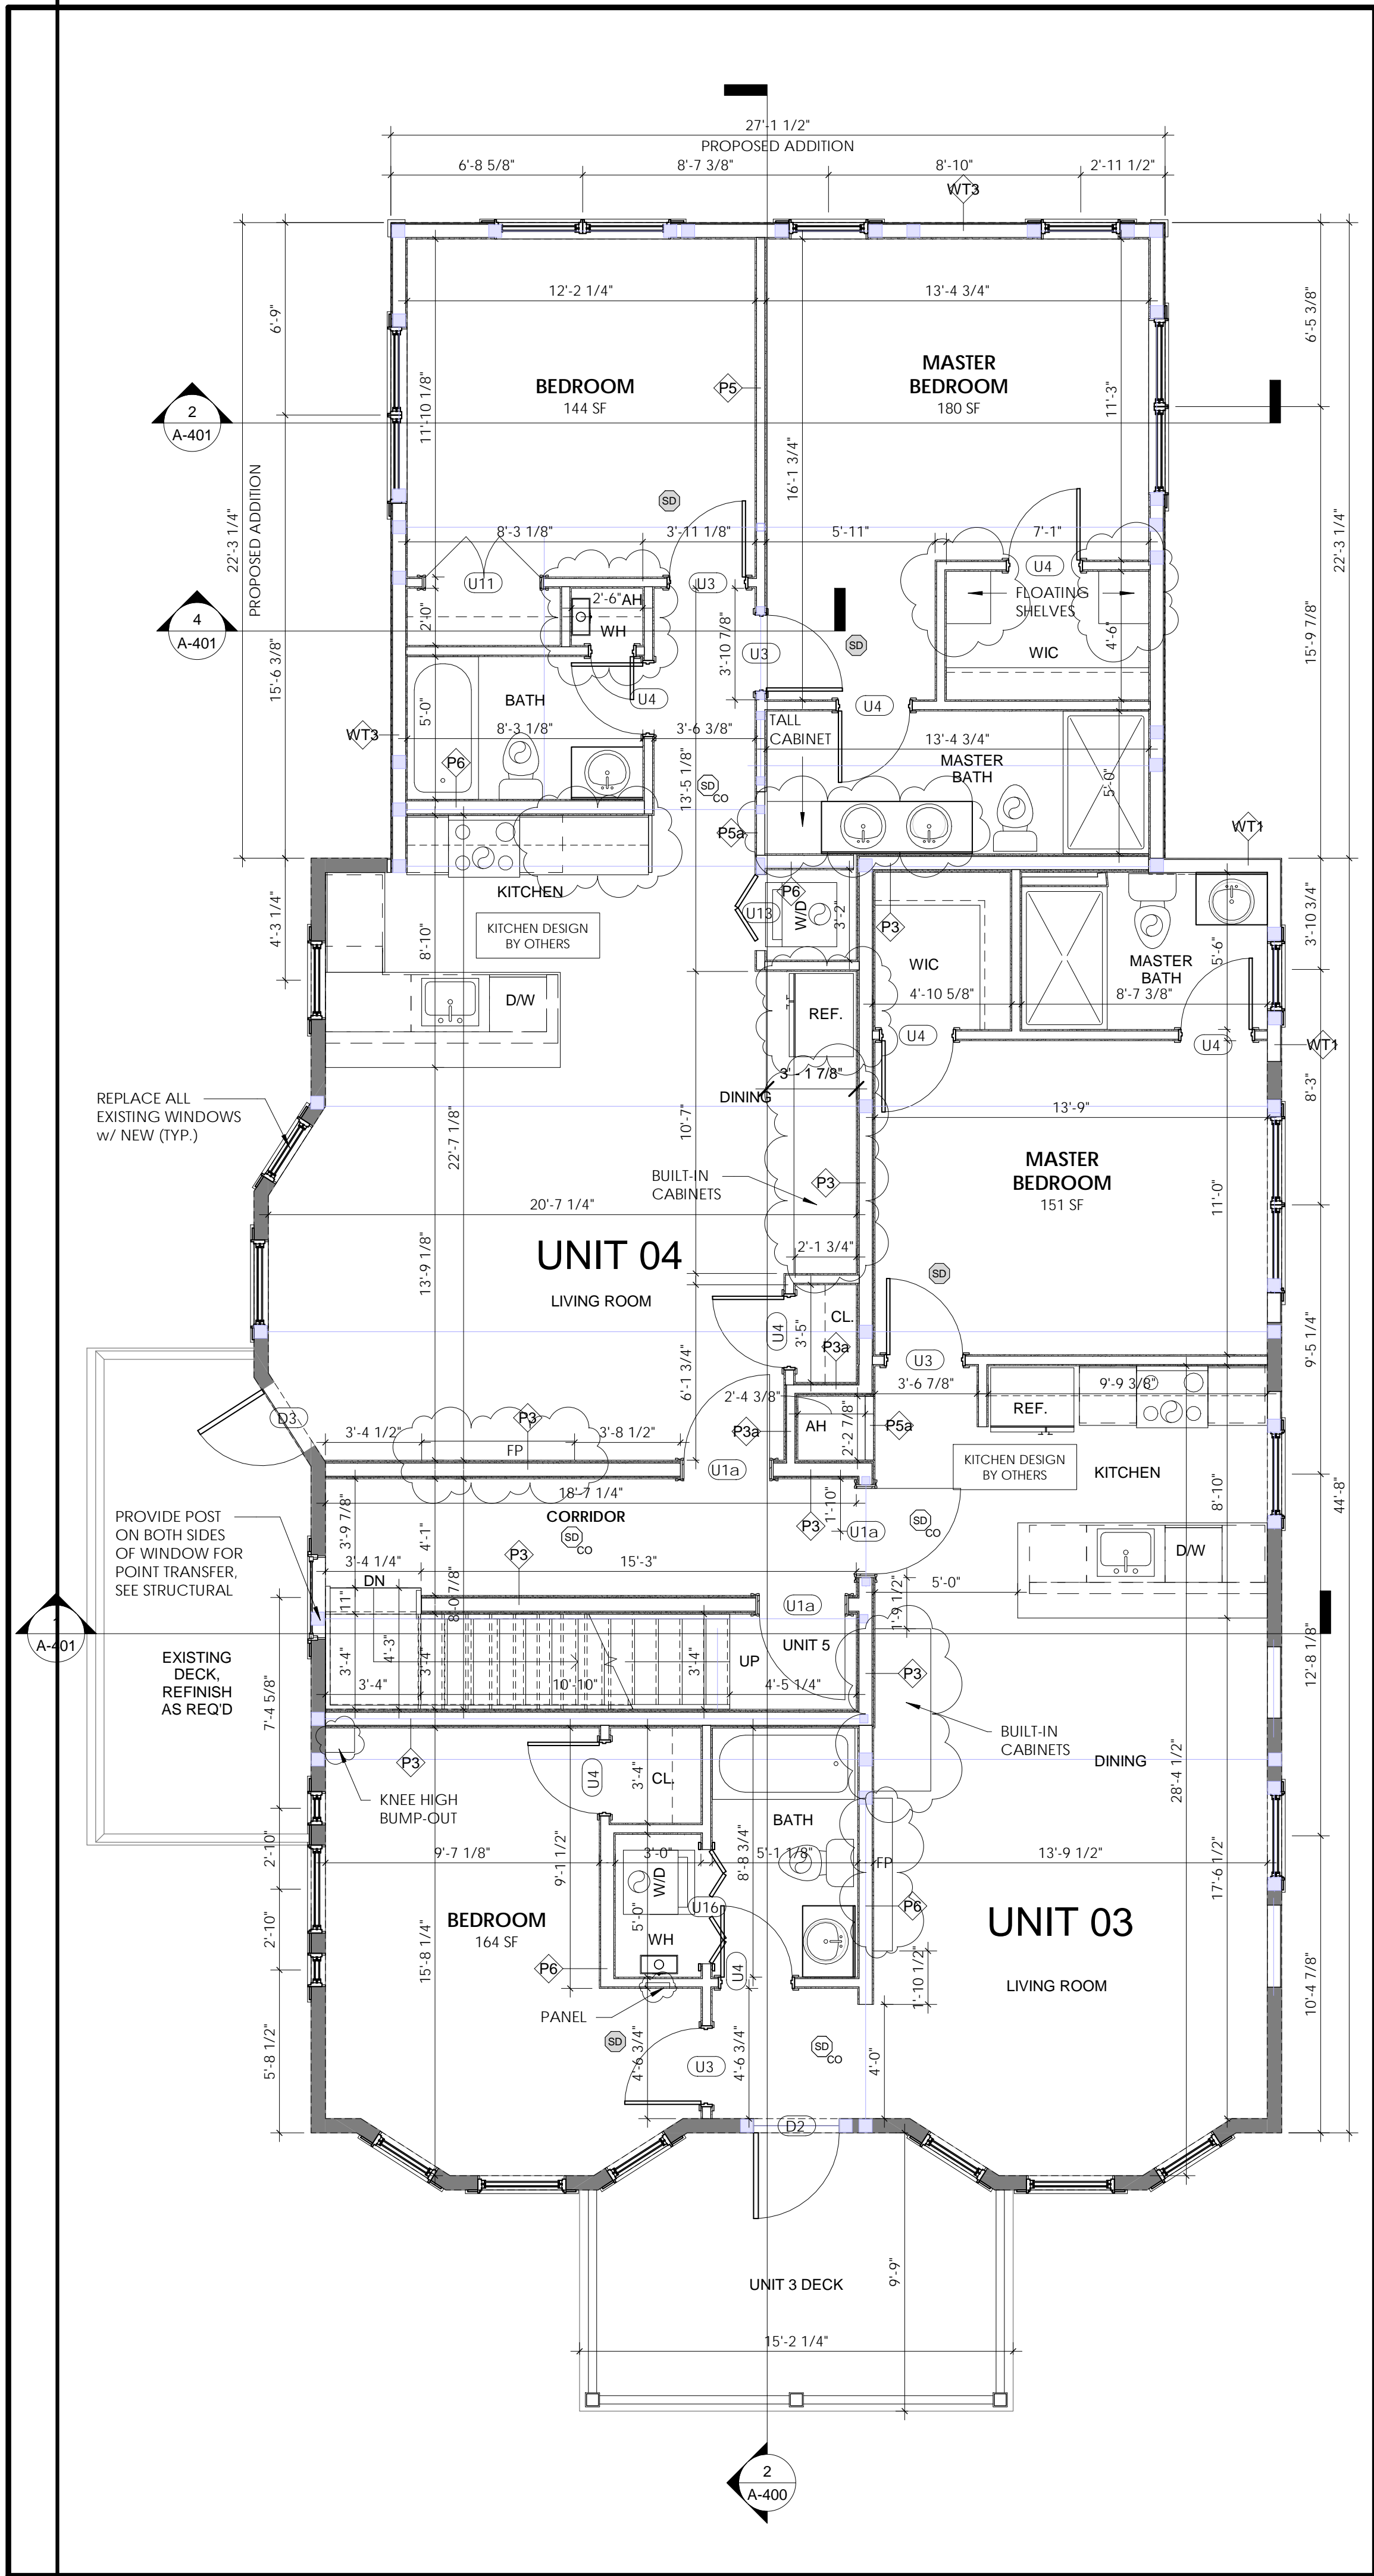 27'-1 1/2"
PROPOSED ADDITION
6'-8 5/8"
8'-7 3/8"
8'-10"
2'-11 1/2"
WT3
12'-2 1/4"
13'-4 3/4"
6'-9"
6'-5 3/8"
BEDROOM
144 SF
P5
MASTER
BEDROOM
180 SF
11'-10 1/8"
11'-3"
2
A-401
16'-1 3/4"
22'-3 1/4"
PROPOSED ADDITION
22'-3 1/4"
SD
8'-3 1/8"
3'-11 1/8"
5'-11"
7'-1"
U11
U3
U4
2'-6"
AH
WH
FLOATING
SHELVES
2'-0"
4
A-401
3'-10 7/8"
SD
4'-6"
WIC
15'-6 3/8"
15'-9 7/8"
U3
BATH
U4
U4
5'-0"
WT3
8'-3 1/8"
3'-6 3/8"
TALL
CABINET
13'-4 3/4"
MASTER
BATH
P6
13'-5 1/8"
SD
CO
5'-0"
P5a
WT1
KITCHEN
KITCHEN DESIGN
BY OTHERS
P6
U13
W/D
3'-2"
P3
4'-3 1/4"
8'-10"
3'-10 3/4"
5'-6"
WIC
MASTER
BATH
4'-10 5/8"
8'-7 3/8"
D/W
REF.
U4
U4
WT1
REPLACE ALL
EXISTING WINDOWS
w/ NEW (TYP.)
3' - 1 7/8"
DINING
13'-9"
8'-3"
22'-7 1/8"
10'-7"
MASTER
BEDROOM
151 SF
BUILT-IN
CABINETS
P3
11'-0"
20'-7 1/4"
13'-9 1/8"
UNIT 04
2'-1 3/4"
LIVING ROOM
SD
U4
CL.
3'-5"
P3a
9'-5 1/4"
U3
6'-1 3/4"
2'-4 3/8"
3'-6 7/8"
9'-9 3/8"
REF.
D3
P3
3'-4 1/2"
FP
3'-8 1/2"
P3a
AH
2'-2 7/8"
P5a
U1a
KITCHEN DESIGN
BY OTHERS
KITCHEN
8'-10"
44'-8"
18'-7 1/4"
CORRIDOR
3'-9 7/8"
4'-1"
SD
CO
P3
1'-10"
U1a
SD
CO
PROVIDE POST
ON BOTH SIDES
OF WINDOW FOR
POINT TRANSFER,
SEE STRUCTURAL
P3
3'-4 1/4"
15'-3"
D/W
DN
11"
8'-0 7/8"
U1a
1'-9 1/2"
5'-0"
1
A-401
UNIT 5
UP
3'-4"
4'-3"
3'-4"
3'-4"
3'-4"
10'-10"
4'-5 1/4"
P3
12'-8 1/8"
EXISTING
DECK,
REFINISH
AS REQ'D
7'-4 5/8"
BUILT-IN
CABINETS
DINING
P3
KNEE HIGH
BUMP-OUT
U4
CL.
3'-4"
BATH
28'-4 1/2"
2'-10"
9'-7 1/8"
9'-1 1/2"
3'-0"
W/D
8'-8 3/4"
5'-1 1/8"
FP
13'-9 1/2"
17'-6 1/2"
U16
P6
BEDROOM
164 SF
5'-0"
UNIT 03
2'-10"
15'-8 1/4"
WH
P6
U4
1'-10 1/2"
LIVING ROOM
10'-4 7/8"
PANEL
SD
4'-6 3/4"
U3
4'-6 3/4"
SD
CO
4'-0"
5'-8 1/2"
D2
UNIT 3 DECK
9'-9"
15'-2 1/4"
2
A-400